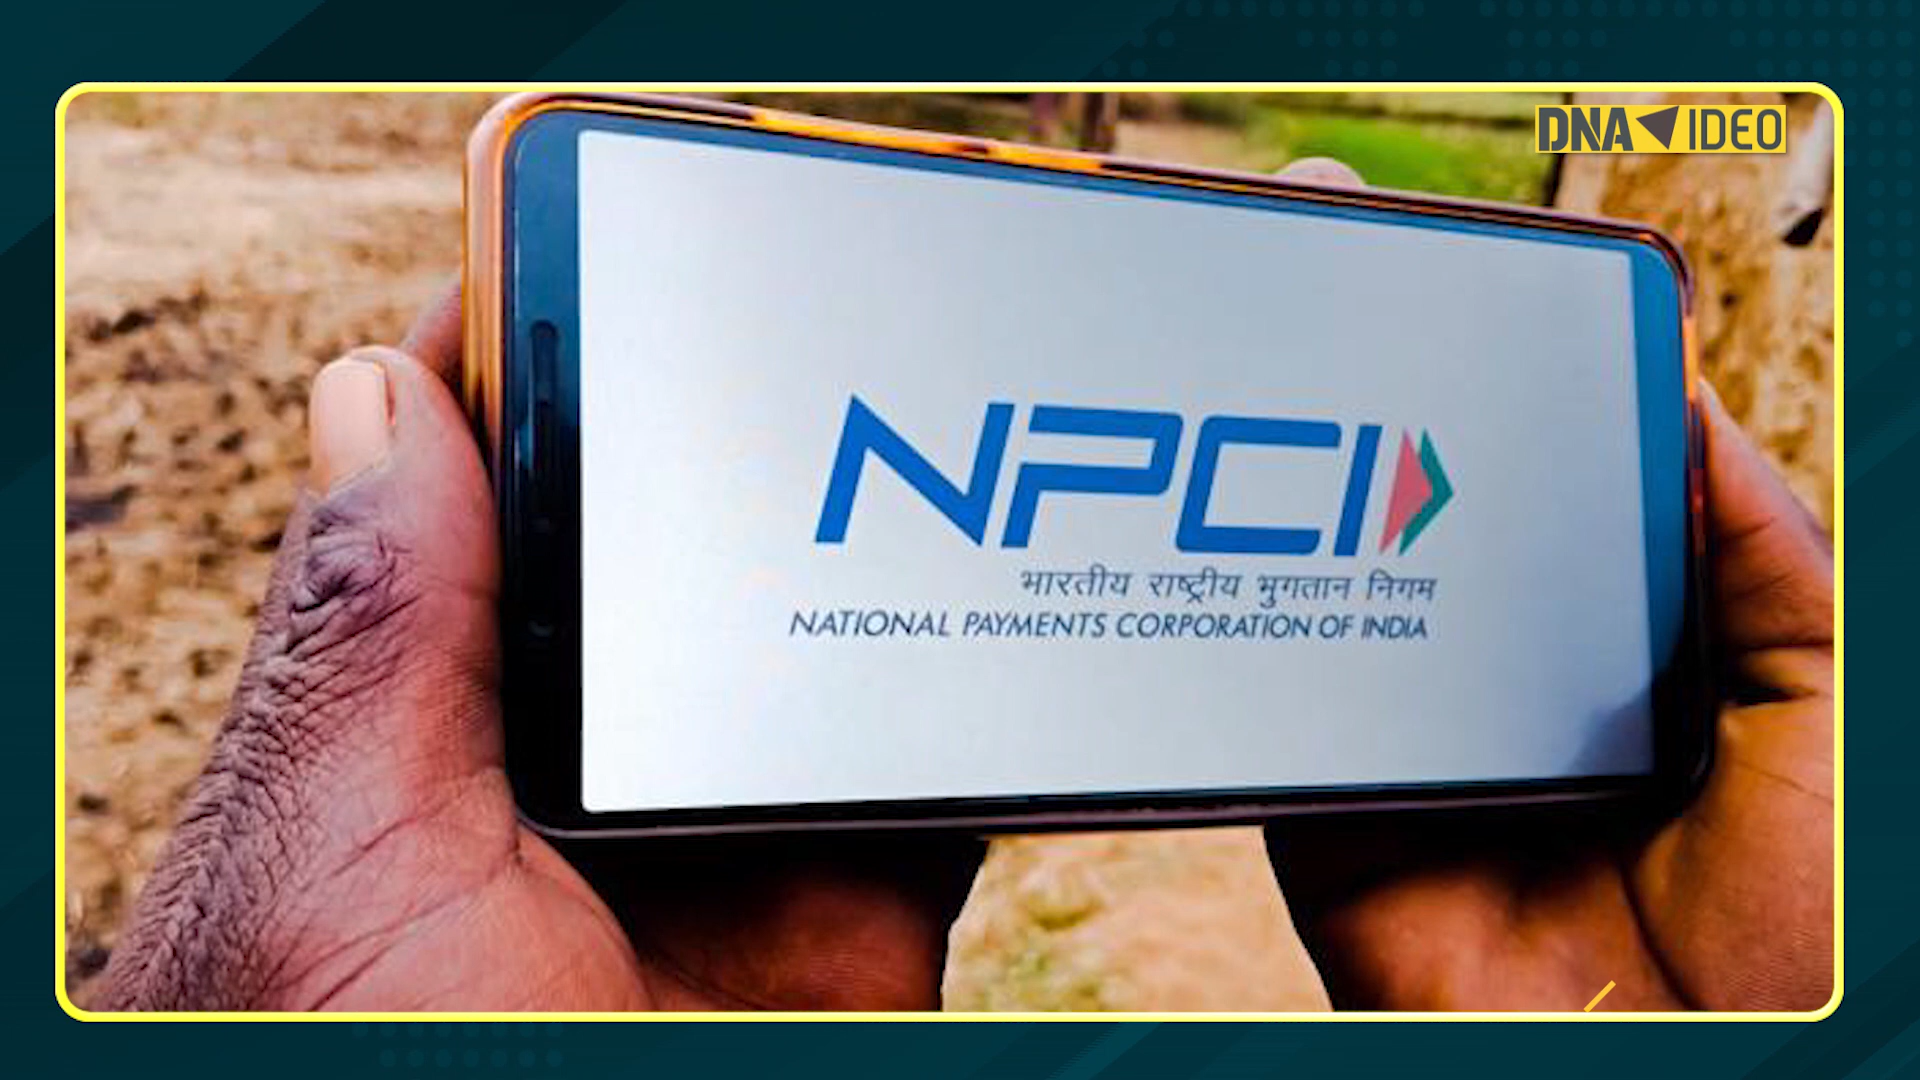 DNA VIDEO
NPCI
भारतीय राष्ट्रीय भुगतान निगम
NATIONAL PAYMENTS CORPORATION OF INDIA